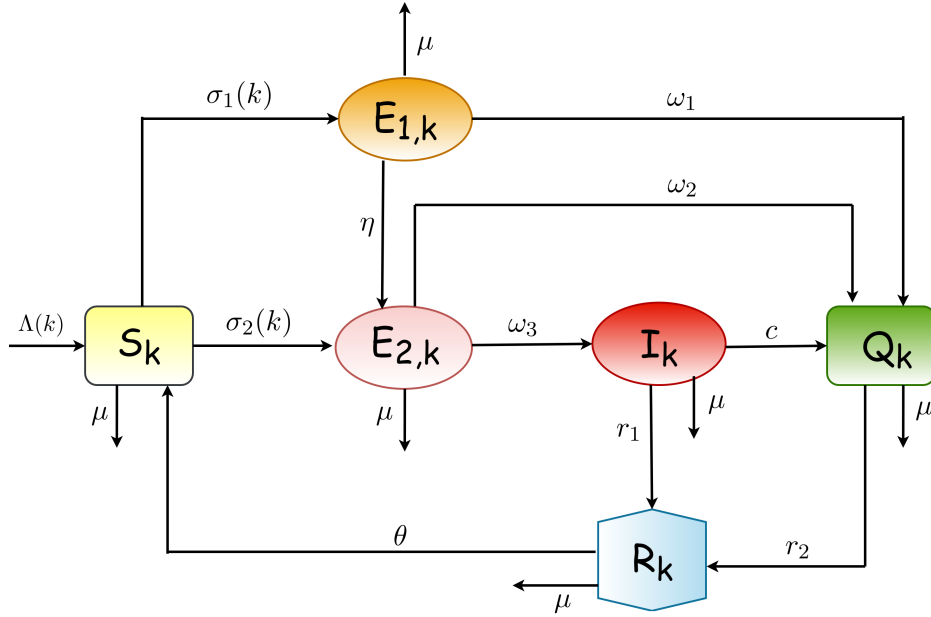 μ
σ₁(k)
E₁,k
ω₁
ω₂
η
Λ(k)
Sₖ
σ₂(k)
E₂,k
ω₃
Iₖ
c
Qₖ
μ
μ
μ
μ
r₁
θ
Rₖ
r₂
μ